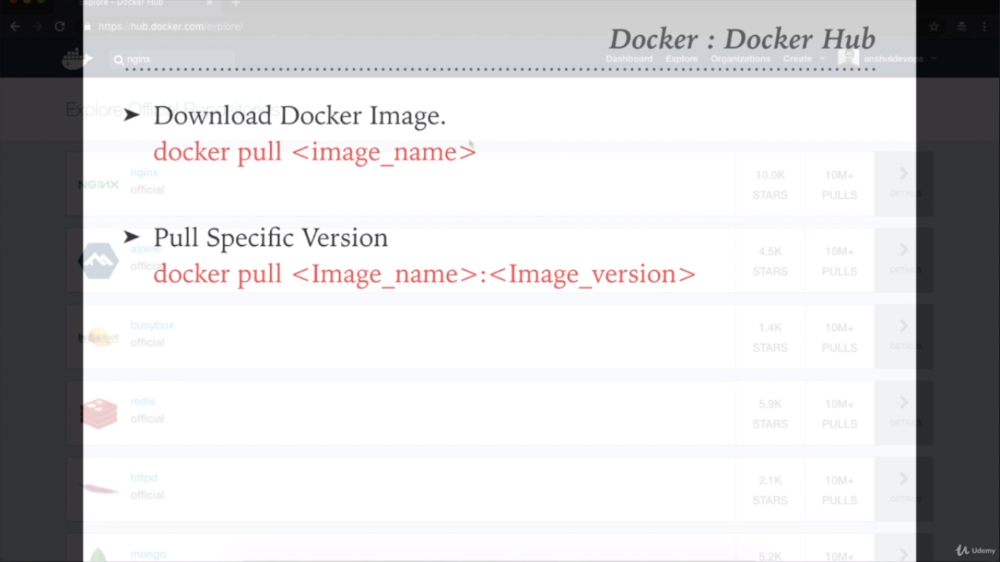 Explore - Docker Hub
https://hub.docker.com/explore/
Docker : Docker Hub
nginx
Dashboard Explore Organizations Create anshuldevops
Explore Official Repositories
➤ Download Docker Image.
docker pull <image_name>
NGINX
nginx
official
10.0K
STARS
10M+
PULLS
DETAILS
➤ Pull Specific Version
docker pull <Image_name>:<Image_version>
alpine
official
4.5K
STARS
10M+
PULLS
DETAILS
busybox
official
1.4K
STARS
10M+
PULLS
DETAILS
redis
official
5.9K
STARS
10M+
PULLS
DETAILS
httpd
official
2.1K
STARS
10M+
PULLS
DETAILS
mongo
5.2K
10M+
Udemy